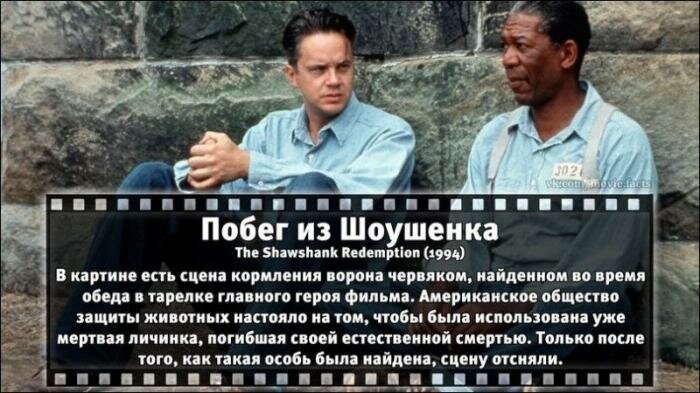 3021
vk.com/movie.facts
Побег из Шоушенка
The Shawshank Redemption (1994)
В картине есть сцена кормления ворона червяком, найденном во время
обеда в тарелке главного героя фильма. Американское общество
защиты животных настояло на том, чтобы была использована уже
мертвая личинка, погибшая своей естественной смертью. Только после
того, как такая особь была найдена, сцену отсняли.